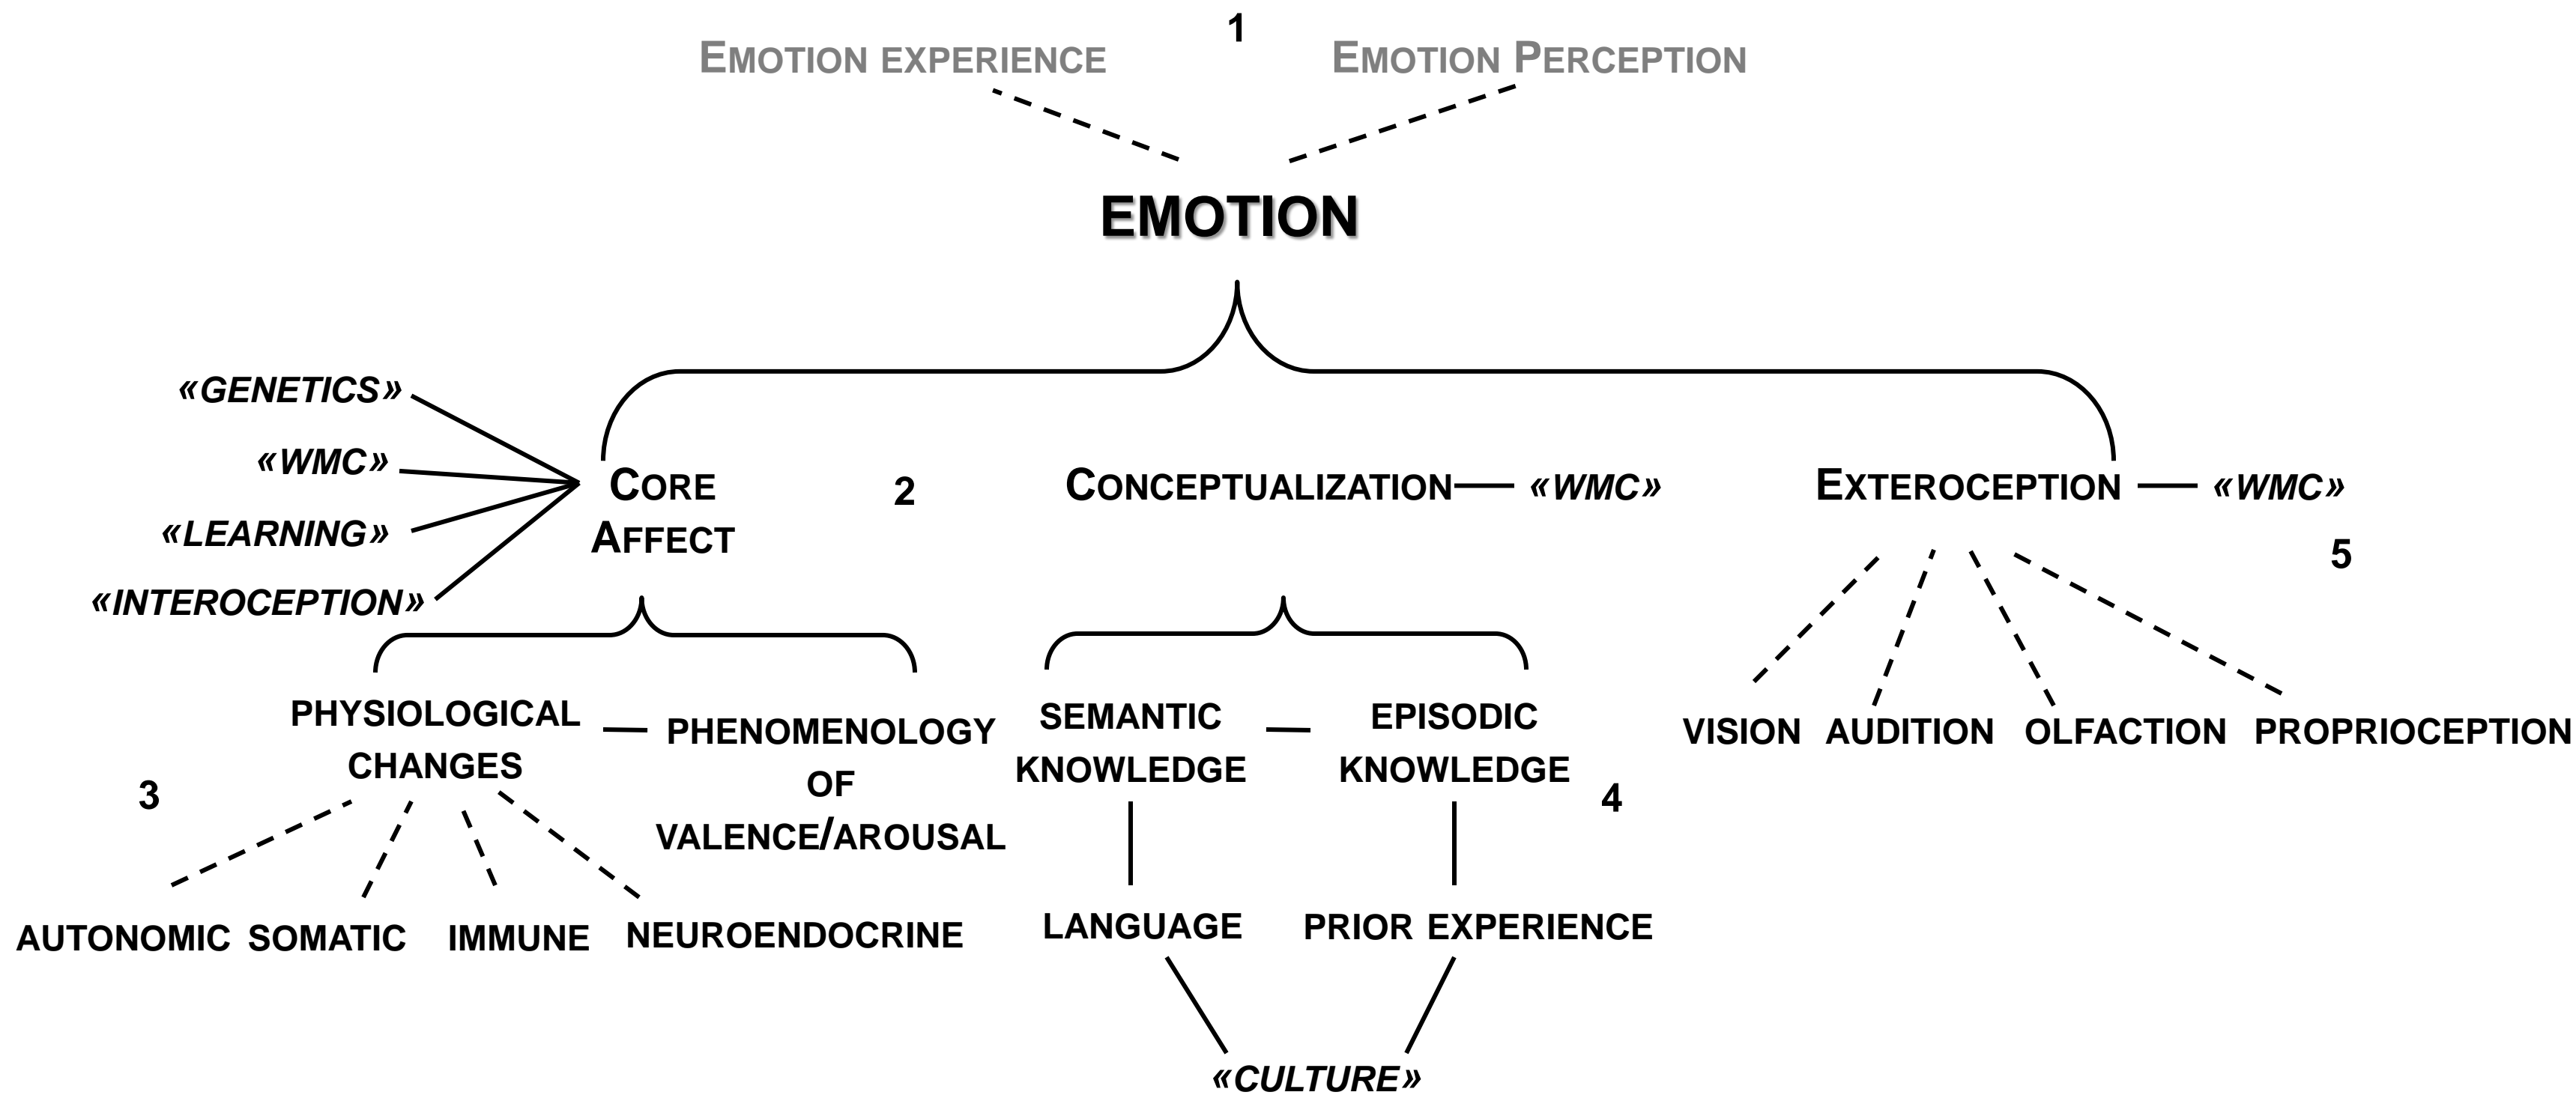 1
EMOTION EXPERIENCE
EMOTION PERCEPTION
EMOTION
«GENETICS»
«WMC»
«LEARNING»
«INTEROCEPTION»
CORE
AFFECT
2
CONCEPTUALIZATION
«WMC»
EXTEROCEPTION
«WMC»
5
PHYSIOLOGICAL
CHANGES
PHENOMENOLOGY
OF
VALENCE/AROUSAL
SEMANTIC
KNOWLEDGE
EPISODIC
KNOWLEDGE
VISION
AUDITION
OLFACTION
PROPRIOCEPTION
3
4
AUTONOMIC
SOMATIC
IMMUNE
NEUROENDOCRINE
LANGUAGE
PRIOR EXPERIENCE
«CULTURE»